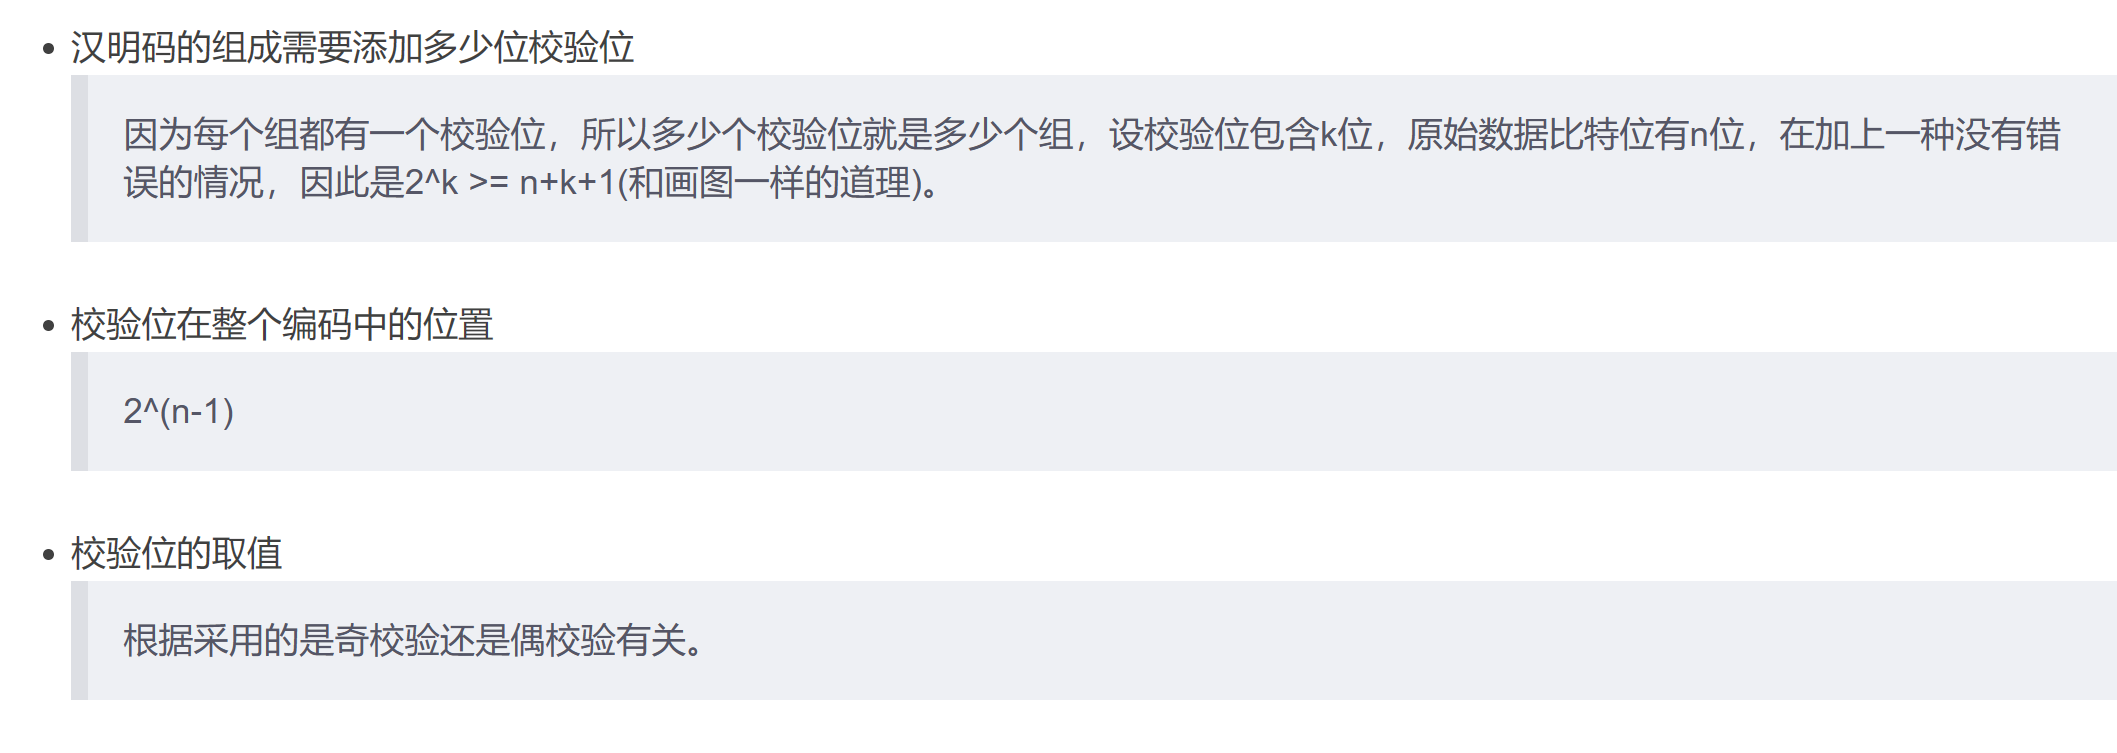 汉明码的组成需要添加多少位校验位
因为每个组都有一个校验位，所以多少个校验位就是多少个组，设校验位包含k位，原始数据比特位有n位，在加上一种没有错
误的情况，因此是2^k >= n+k+1(和画图一样的道理)。
校验位在整个编码中的位置
2^(n-1)
校验位的取值
根据采用的是奇校验还是偶校验有关。